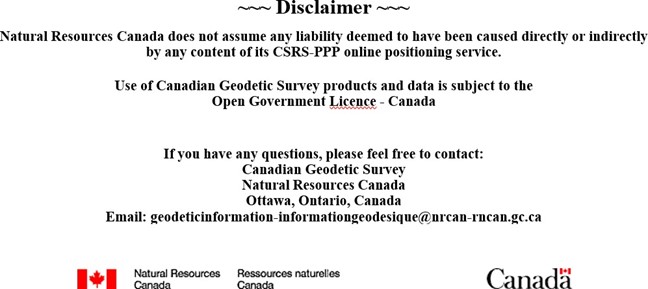 ~~~ Disclaimer ~~~
Natural Resources Canada does not assume any liability deemed to have been caused directly or indirectly
by any content of its CSRS-PPP online positioning service.
Use of Canadian Geodetic Survey products and data is subject to the
Open Government Licence - Canada
If you have any questions, please feel free to contact:
Canadian Geodetic Survey
Natural Resources Canada
Ottawa, Ontario, Canada
Email: geodeticinformation-informationgeodesique@nrcan-rncan.gc.ca
Natural Resources Ressources naturelles
Canada Canada
Canada